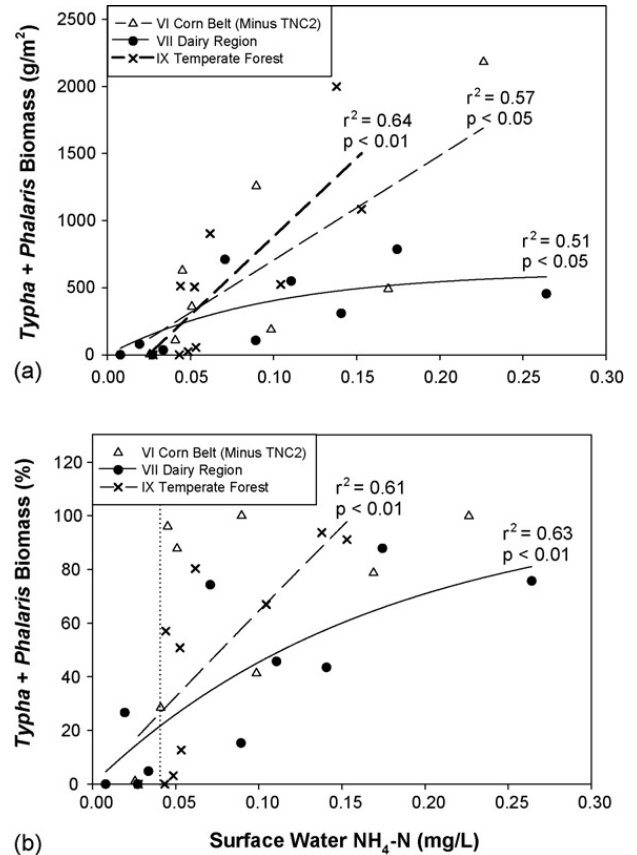 VI Corn Belt (Minus TNC2)
VII Dairy Region
IX Temperate Forest
Typha + Phalaris Biomass (g/m²)
2000
1500
1000
500
0
r² = 0.64
p < 0.01
r² = 0.57
p < 0.05
r² = 0.51
p < 0.05
0.00 0.05 0.10 0.15 0.20 0.25 0.30
(a)
VI Corn Belt (Minus TNC2)
VII Dairy Region
IX Temperate Forest
Typha + Phalaris Biomass (%)
120
100
80
60
40
20
0
r² = 0.61
p < 0.01
r² = 0.63
p < 0.01
0.00 0.05 0.10 0.15 0.20 0.25 0.30
(b)
Surface Water NH₄-N (mg/L)